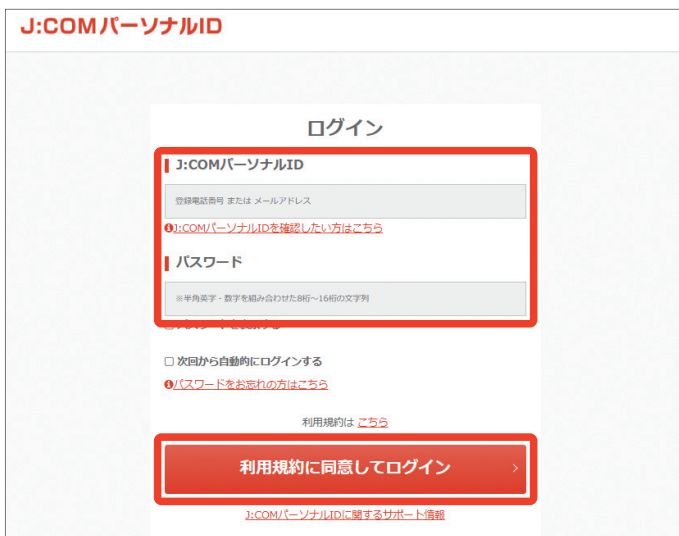 J:COMパーソナルID
ログイン
J:COMパーソナルID
登録電話番号 または メールアドレス
J:COMパーソナルIDを確認したい方はこちら
パスワード
※半角英字・数字を組み合わせた8桁～16桁の文字列
次回から自動的にログインする
パスワードをお忘れの方はこちら
利用規約は こちら
利用規約に同意してログイン
J:COMパーソナルIDに関するサポート情報